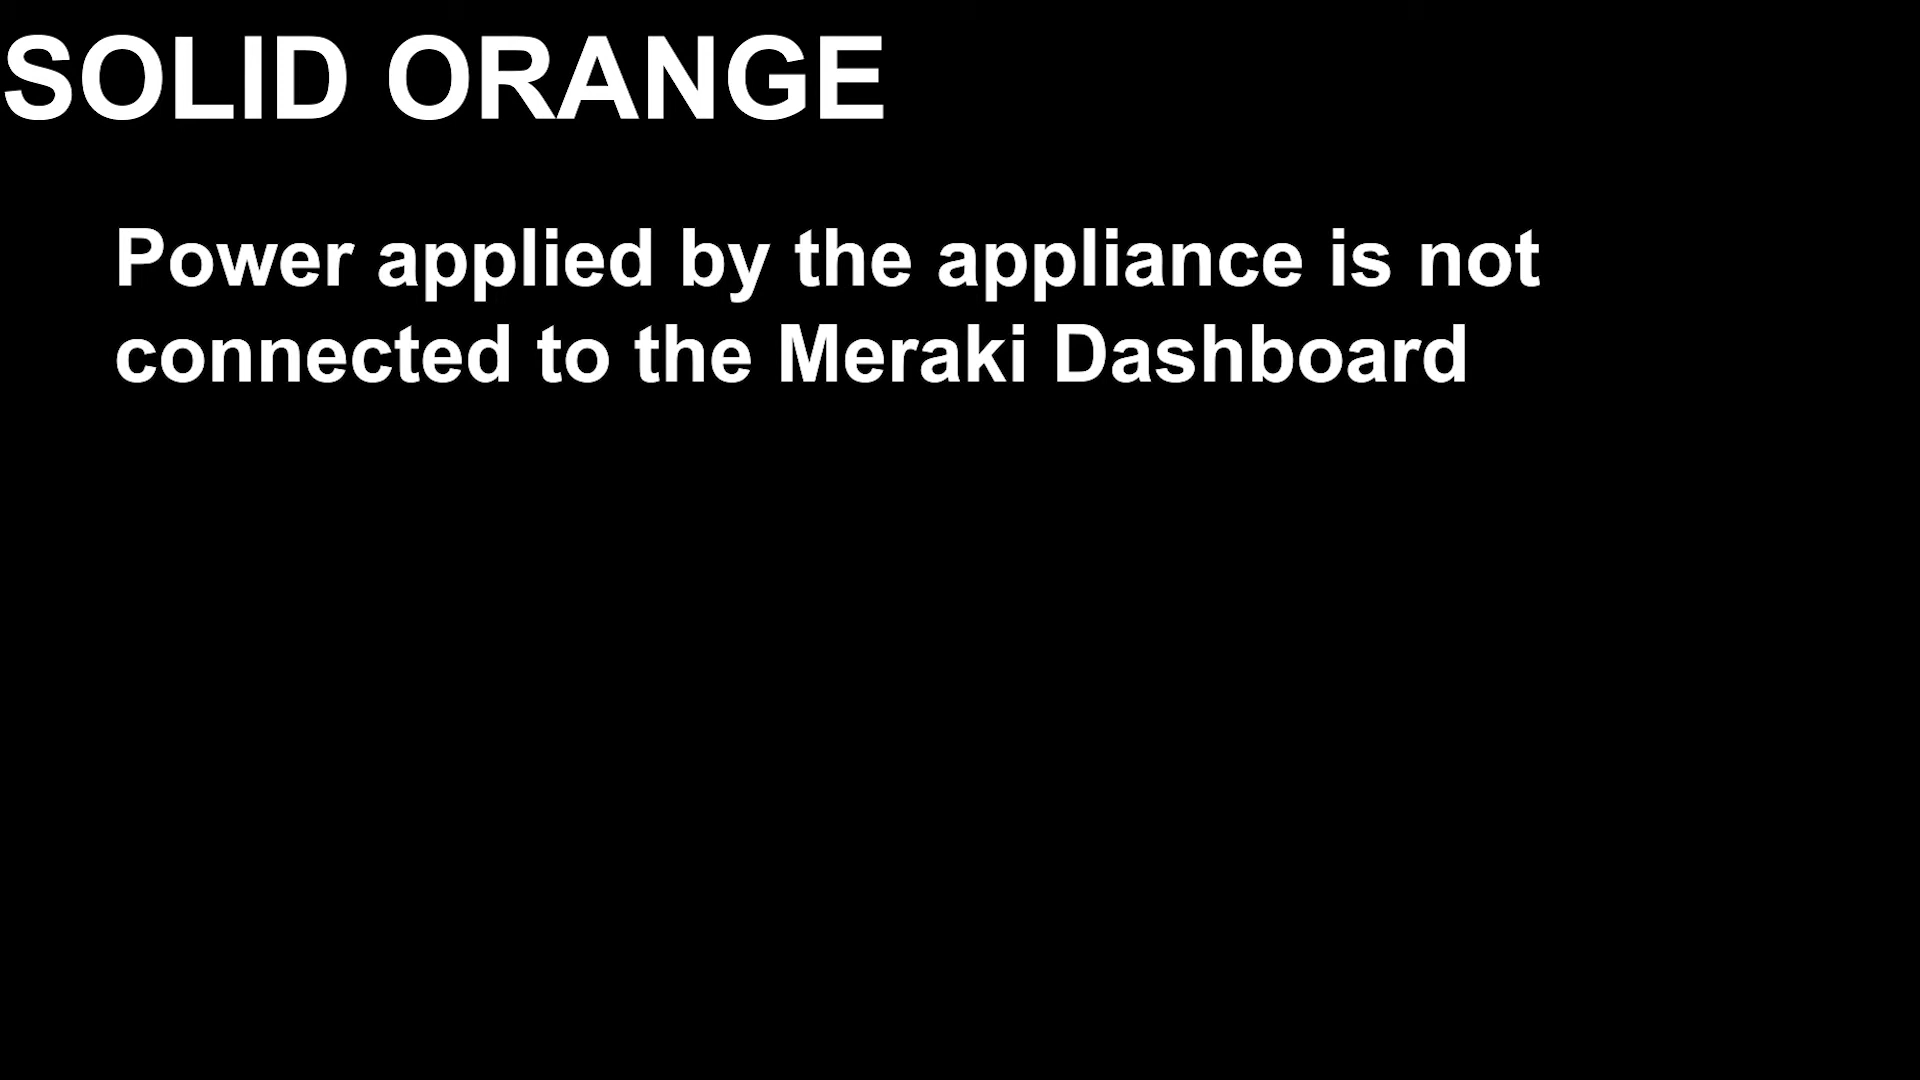 SOLID ORANGE
Power applied by the appliance is not
connected to the Meraki Dashboard